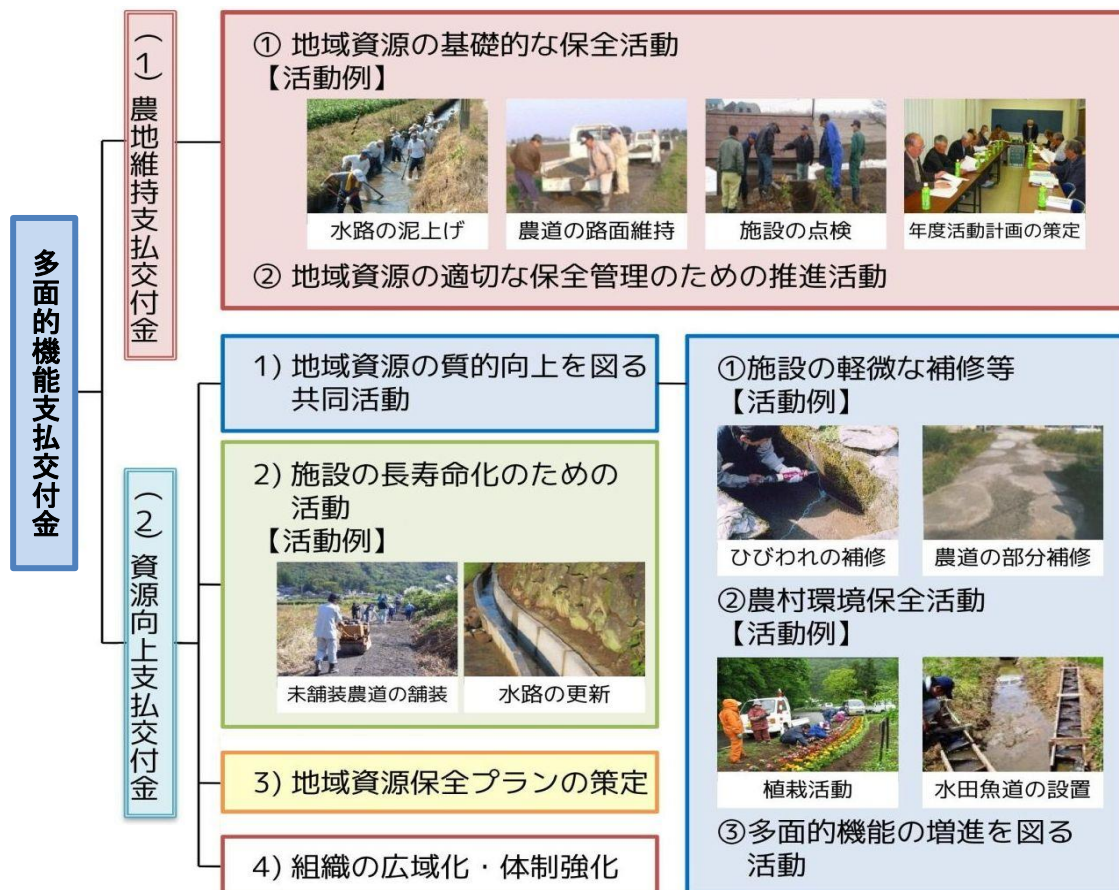 多面的機能支払交付金
(1)農地維持支払交付金
① 地域資源の基礎的な保全活動
【活動例】
水路の泥上げ
農道の路面維持
施設の点検
年度活動計画の策定
② 地域資源の適切な保全管理のための推進活動
(2)資源向上支払交付金
1) 地域資源の質的向上を図る
共同活動
2) 施設の長寿命化のための
活動
【活動例】
未舗装農道の舗装
水路の更新
3) 地域資源保全プランの策定
4) 組織の広域化・体制強化
①施設の軽微な補修等
【活動例】
ひびわれの補修
農道の部分補修
②農村環境保全活動
【活動例】
植栽活動
水田魚道の設置
③多面的機能の増進を図る
活動